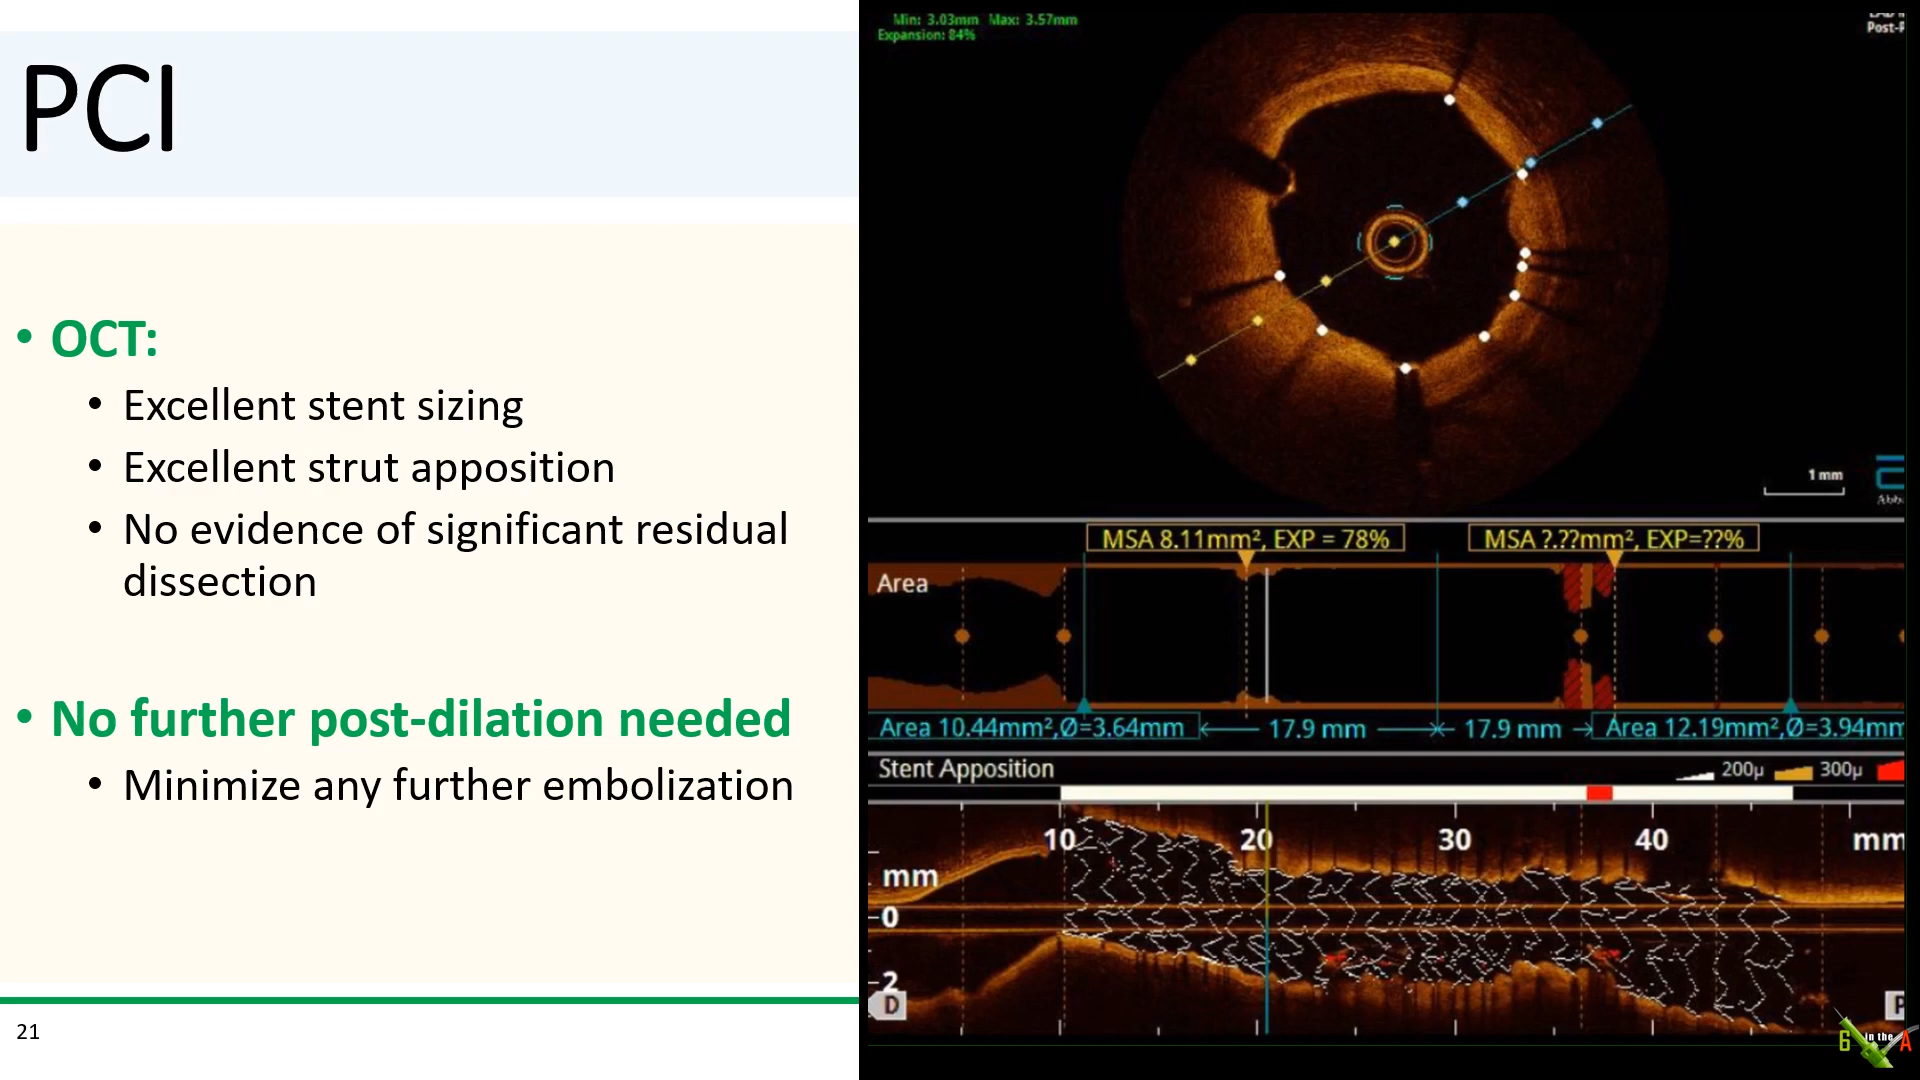 PCI
• OCT:
• Excellent stent sizing
• Excellent strut apposition
• No evidence of significant residual
dissection
• No further post-dilation needed
• Minimize any further embolization
21
Min: 3.03mm Max: 3.57mm
Expansion: 84%
1 mm
MSA 8.11mm², EXP = 78%
MSA ?.??mm², EXP=??%
Area
Area 10.44mm²,Ø=3.64mm
17.9 mm
17.9 mm
Area 12.19mm²,Ø=3.94mm
Stent Apposition
200µ
300µ
10 20 30 40 mm
mm
0
2
D
P
G in the A